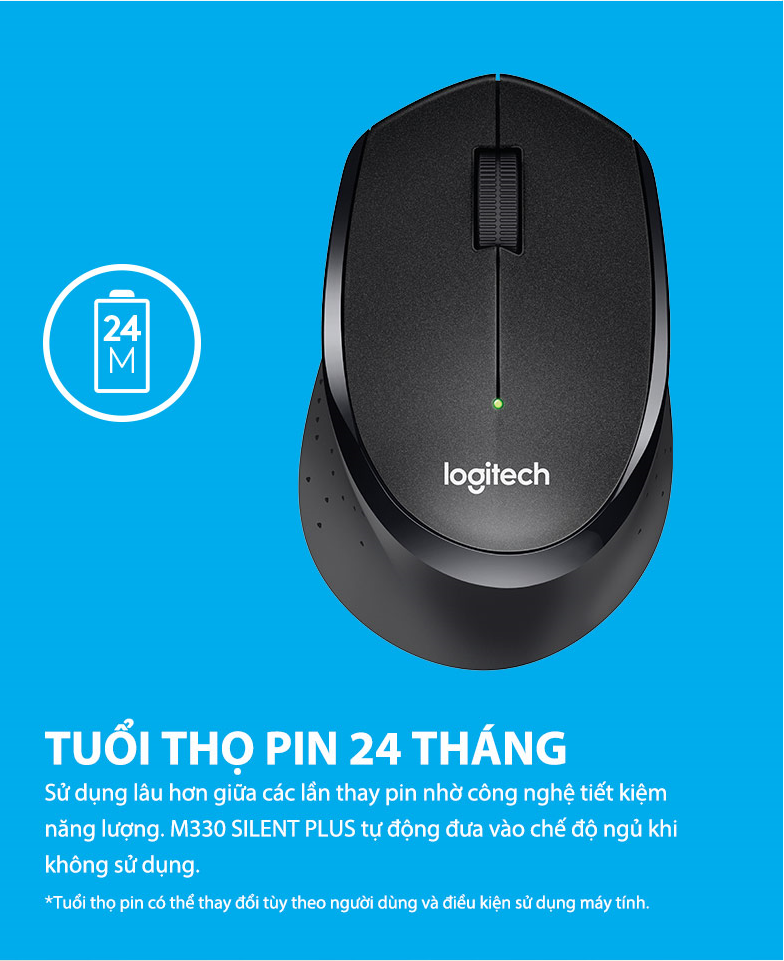 24
M
logitech
TUỔI THỌ PIN 24 THÁNG
Sử dụng lâu hơn giữa các lần thay pin nhờ công nghệ tiết kiệm
năng lượng. M330 SILENT PLUS tự động đưa vào chế độ ngủ khi
không sử dụng.
*Tuổi thọ pin có thể thay đổi tùy theo người dùng và điều kiện sử dụng máy tính.